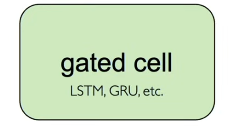 gated cell
LSTM, GRU, etc.